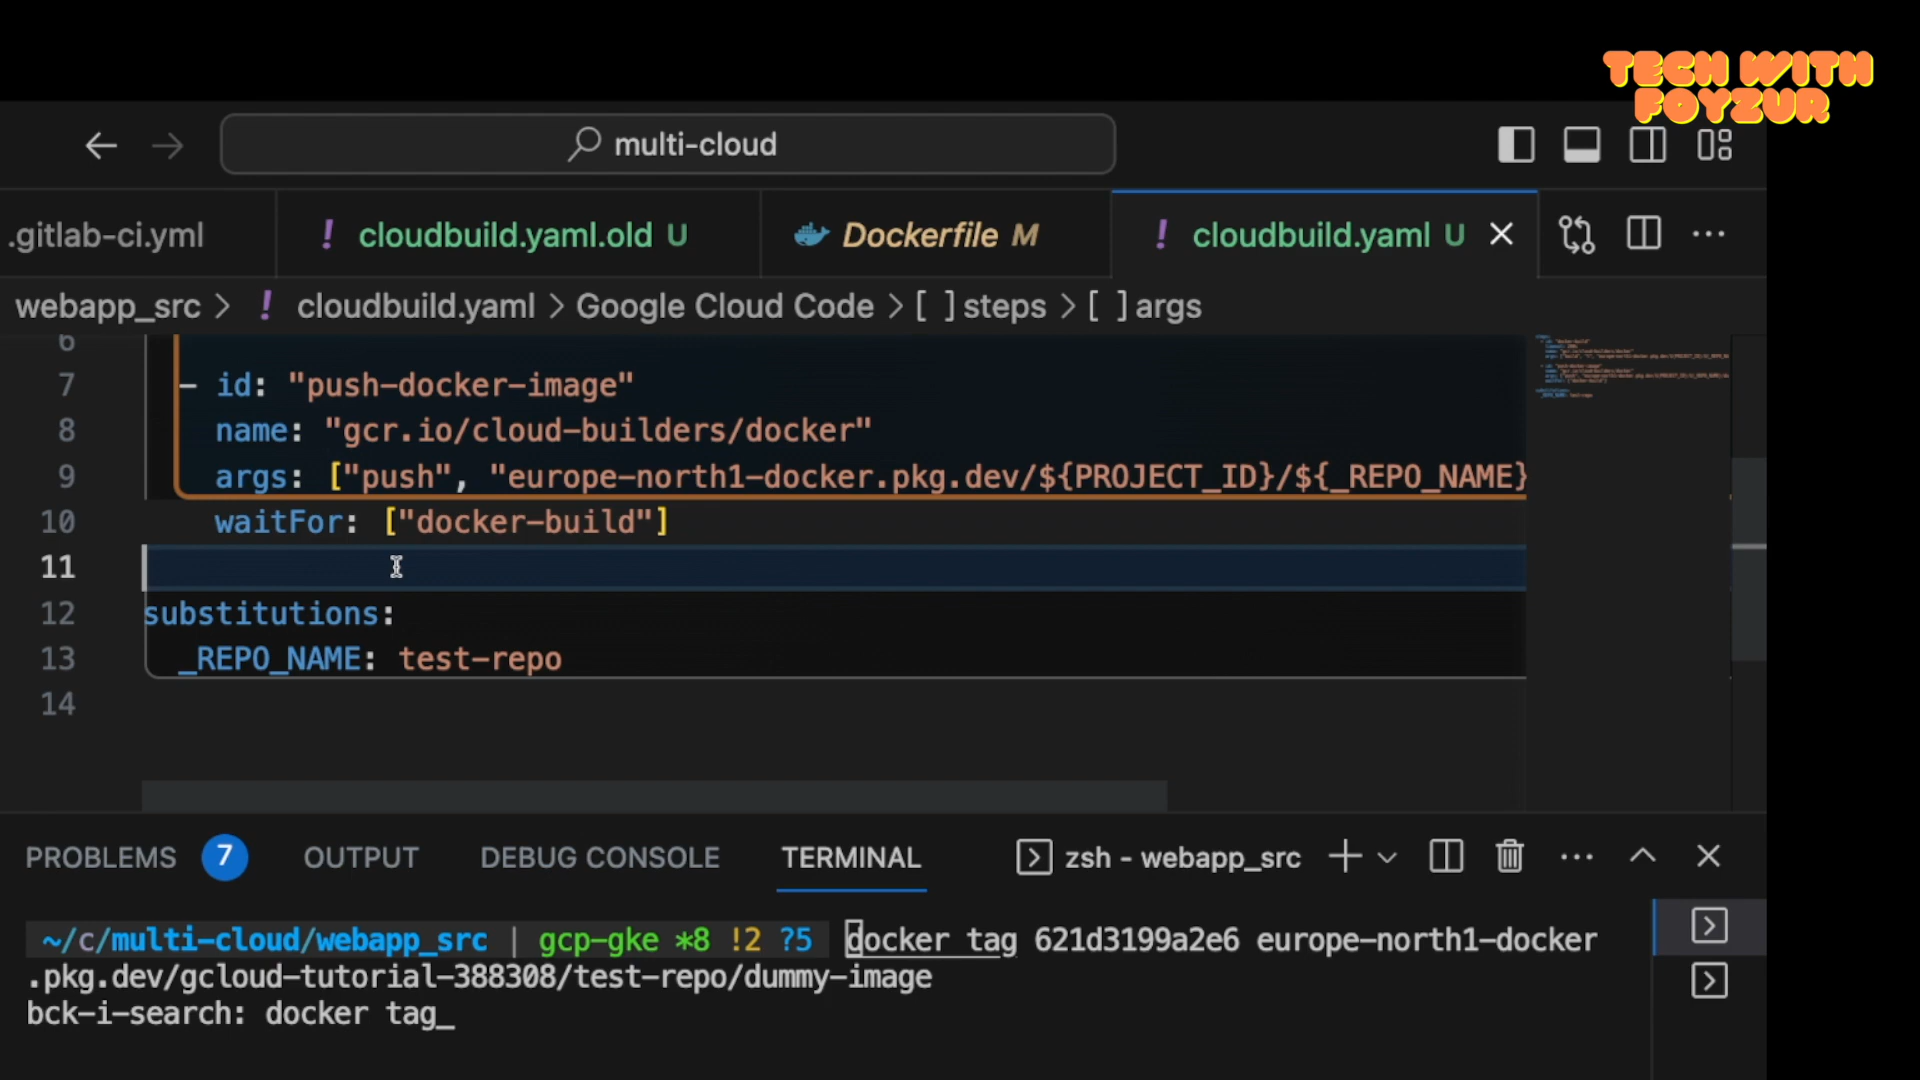 TECH WITH
FOYZUR
multi-cloud
.gitlab-ci.yml
! cloudbuild.yaml.old U
Dockerfile M
! cloudbuild.yaml U
webapp_src > ! cloudbuild.yaml > Google Cloud Code > [ ] steps > [ ] args
6
7 - id: "push-docker-image"
8 name: "gcr.io/cloud-builders/docker"
9 args: ["push", "europe-north1-docker.pkg.dev/${PROJECT_ID}/${_REPO_NAME}
10 waitFor: ["docker-build"]
11
12 substitutions:
13 _REPO_NAME: test-repo
14
PROBLEMS 7 OUTPUT DEBUG CONSOLE TERMINAL zsh - webapp_src
~/c/multi-cloud/webapp_src | gcp-gke *8 !2 ?5 docker tag 621d3199a2e6 europe-north1-docker
.pkg.dev/gcloud-tutorial-388308/test-repo/dummy-image
bck-i-search: docker tag_